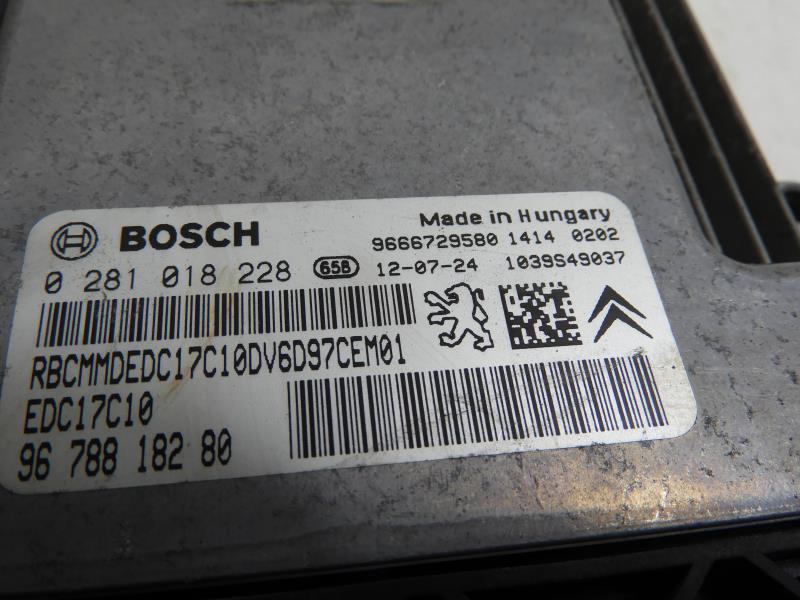 BOSCH
Made in Hungary
9666729580 1414 0202
0 281 018 228 65B 12-07-24 1039S49037
RBCMMDEDC17C10DV6D97CEM01
EDC17C10
96 788 182 80